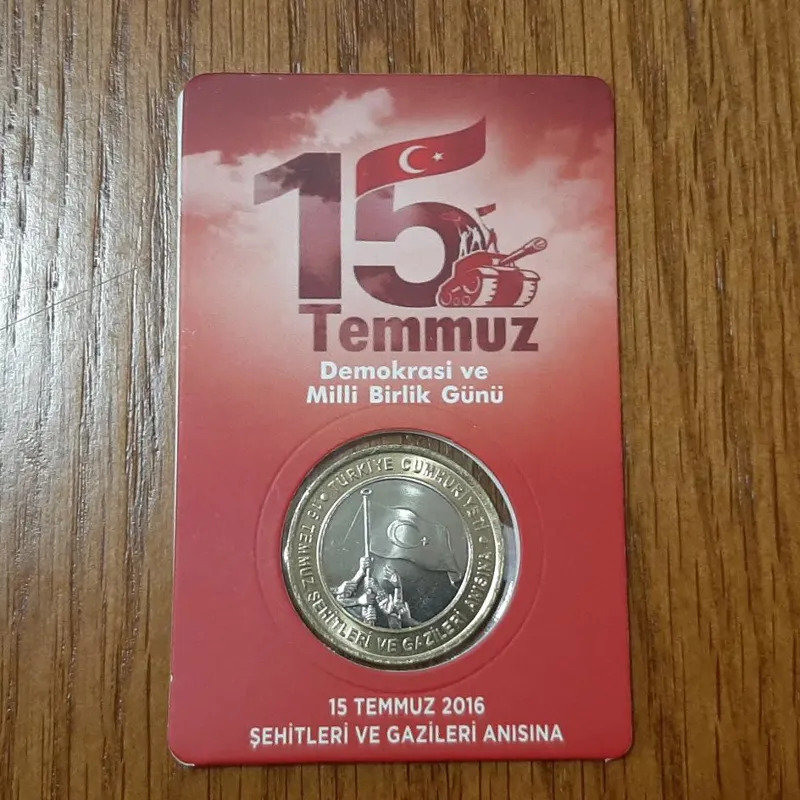 15
Temmuz
Demokrasi ve
Milli Birlik Günü
TÜRKİYE CUMHURİYETİ
15 TEMMUZ ŞEHİTLERİ VE GAZİLERİ ANISINA
15 TEMMUZ 2016
ŞEHİTLERİ VE GAZİLERİ ANISINA